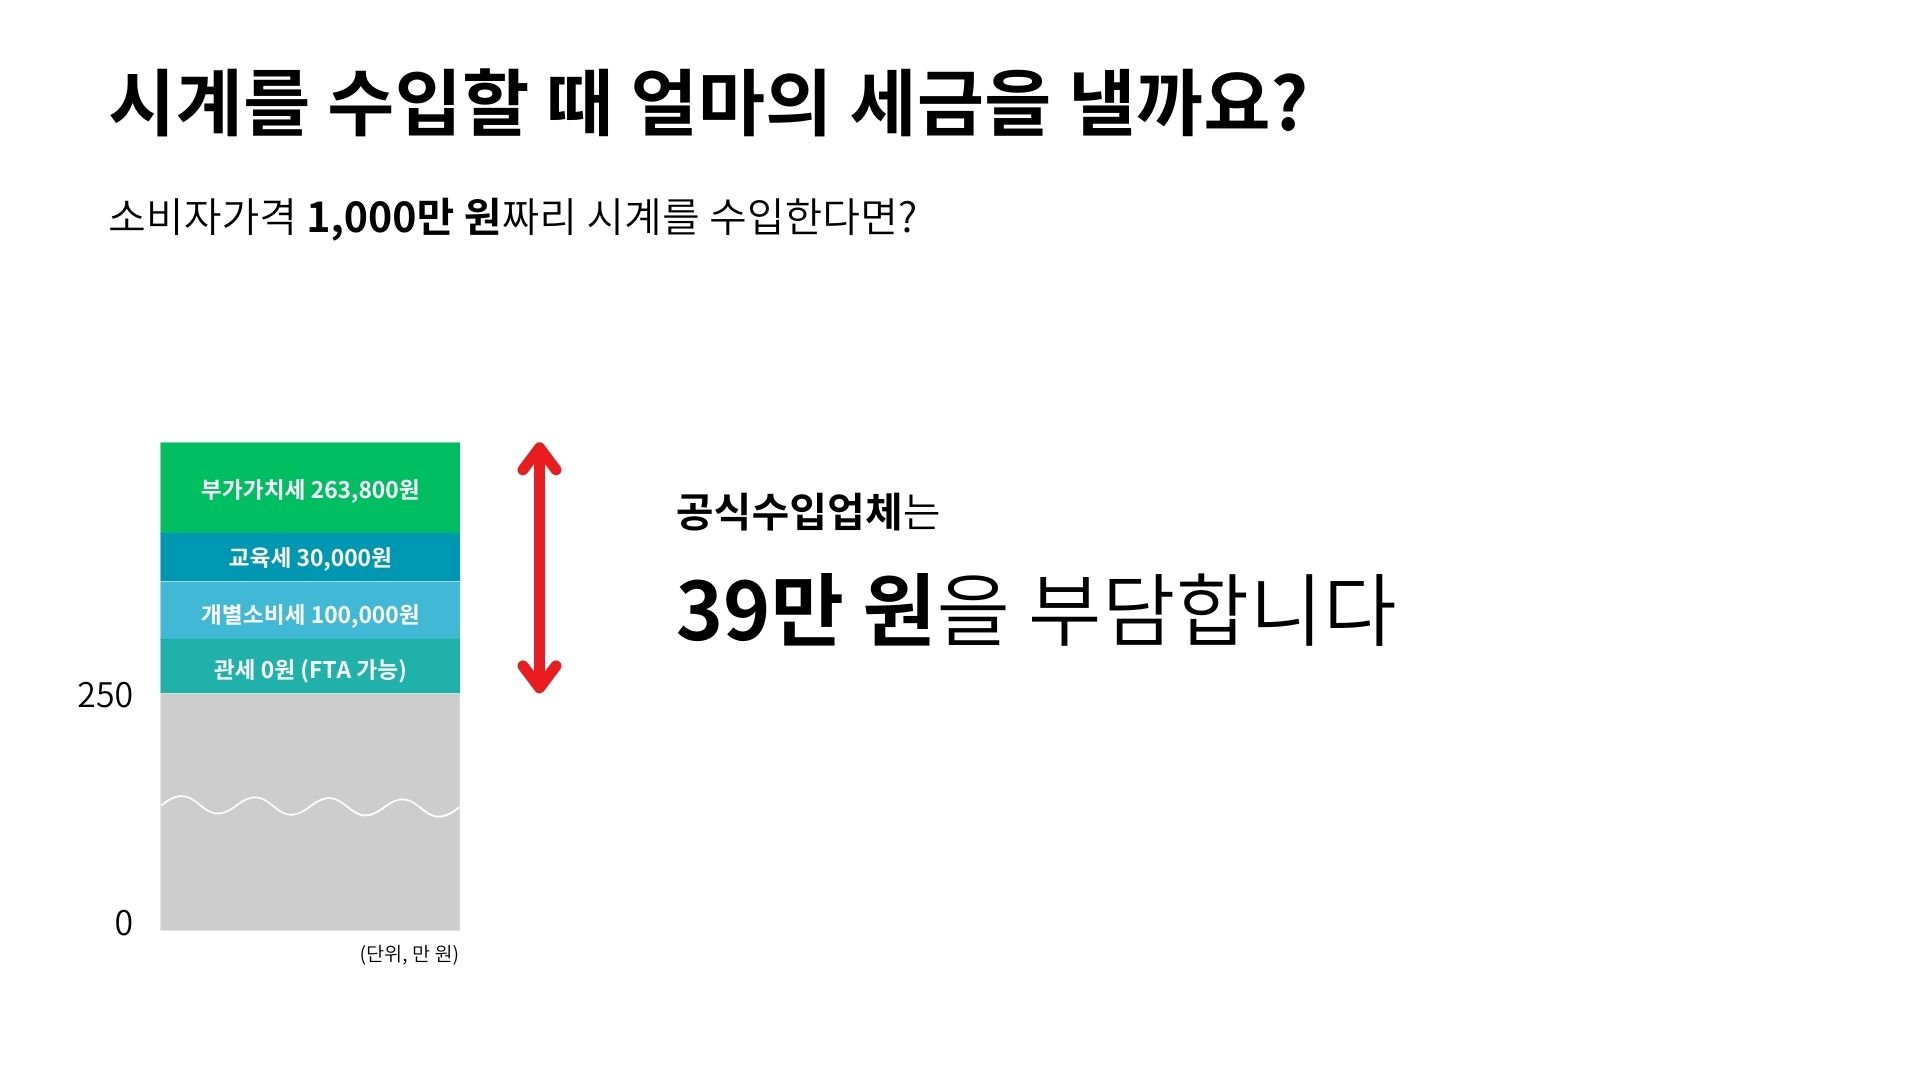 시계를 수입할 때 얼마의 세금을 낼까요?
소비자가격 1,000만 원짜리 시계를 수입한다면?
부가가치세 263,800원
교육세 30,000원
개별소비세 100,000원
관세 0원 (FTA 가능)
250
0
(단위, 만 원)
공식수입업체는
39만 원을 부담합니다